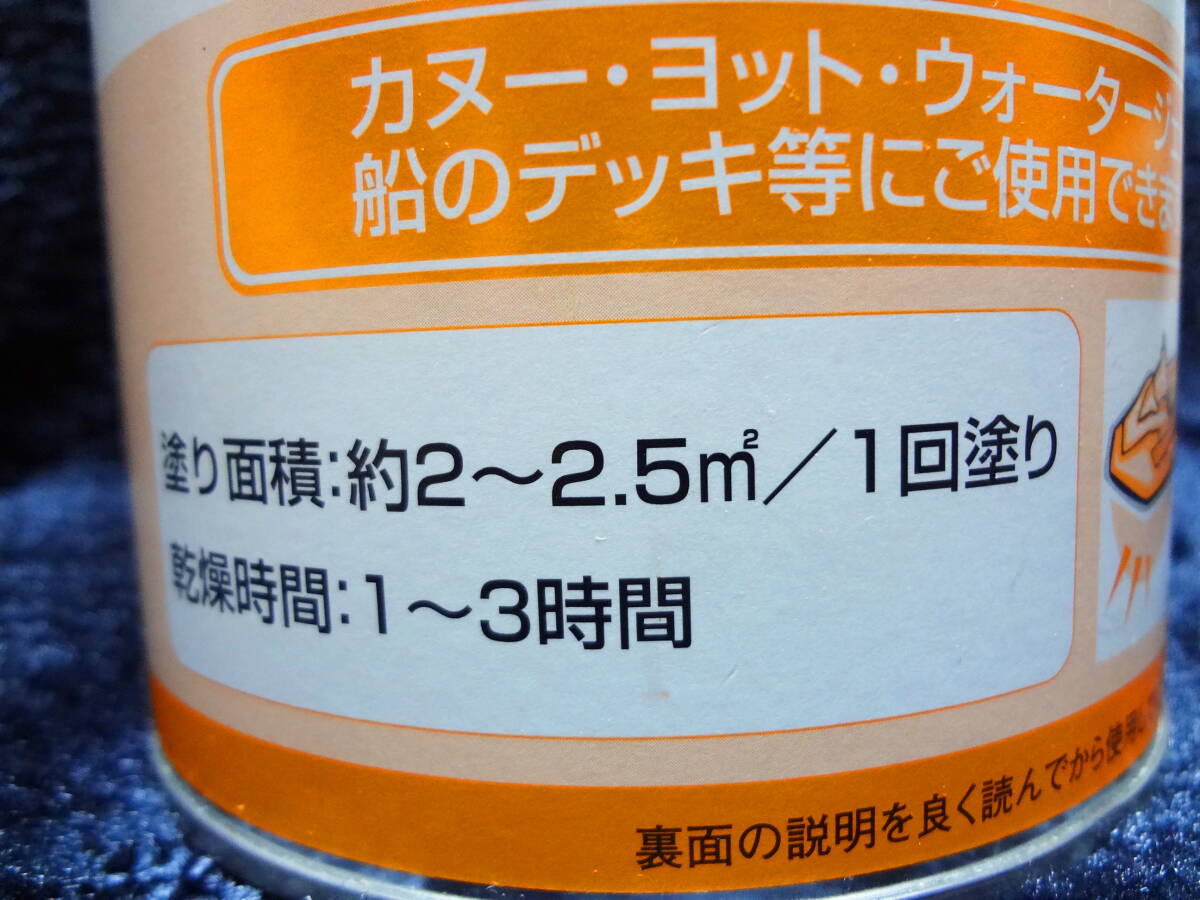 カヌー・ヨット・ウォータージ
船のデッキ等にご使用できま
塗り面積:約2〜2.5㎡/1回塗り
乾燥時間:1〜3時間
裏面の説明を良く読んでから使用